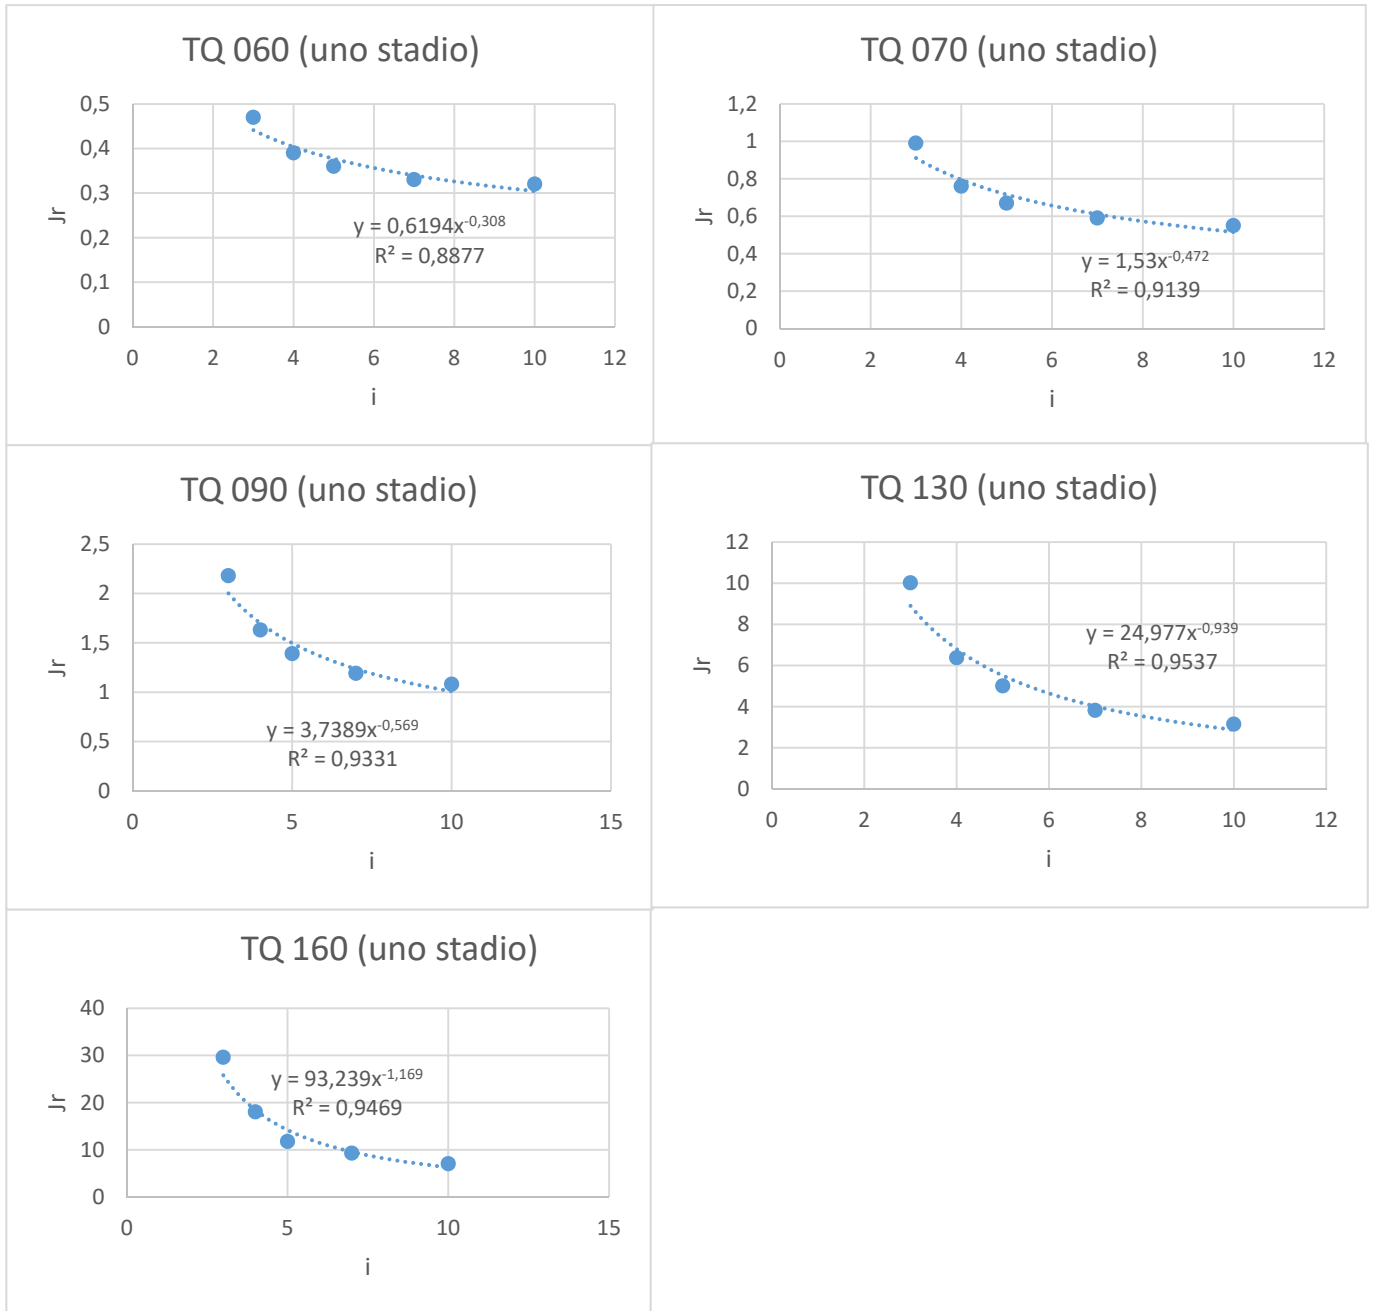 TQ 060 (uno stadio)
0,5
0,4
0,3
0,2
0,1
0
Jr
y = 0,6194x^-0,308
R² = 0,8877
0 2 4 6 8 10 12
i
TQ 070 (uno stadio)
1,2
1
0,8
0,6
0,4
0,2
0
Jr
y = 1,53x^-0,472
R² = 0,9139
0 2 4 6 8 10 12
i
TQ 090 (uno stadio)
2,5
2
1,5
1
0,5
0
Jr
y = 3,7389x^-0,569
R² = 0,9331
0 5 10 15
i
TQ 130 (uno stadio)
12
10
8
6
4
2
0
Jr
y = 24,977x^-0,939
R² = 0,9537
0 2 4 6 8 10 12
i
TQ 160 (uno stadio)
40
30
20
10
0
Jr
y = 93,239x^-1,169
R² = 0,9469
0 5 10 15
i